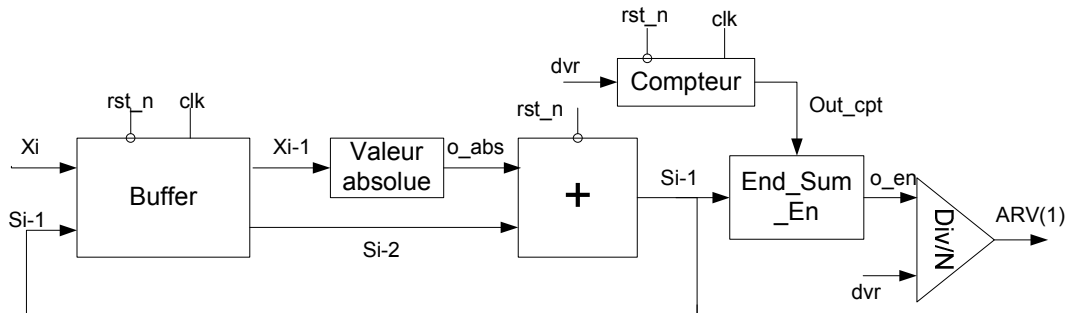 rst_n
clk
dvr
Compteur
rst_n
clk
rst_n
Out_cpt
Xi
Xi-1
Valeur
absolue
o_abs
Buffer
+
Si-1
End_Sum
_En
o_en
Si-1
Si-2
Div/N
ARV(1)
dvr